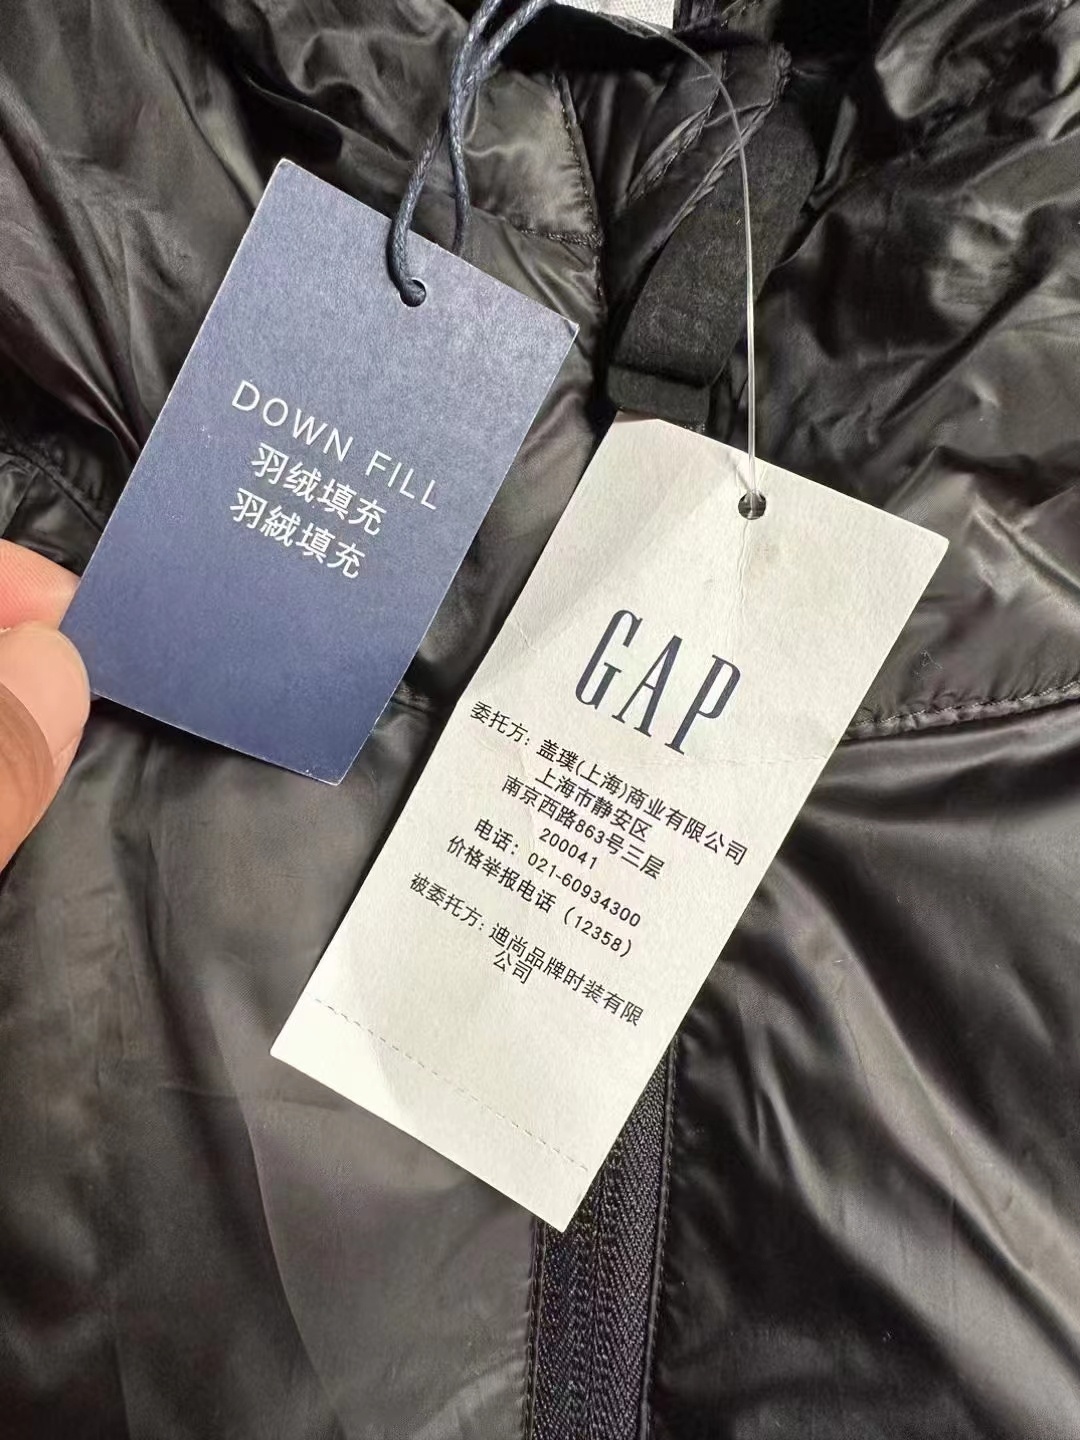 DOWN FILL
羽绒填充
羽絨填充
GAP
委托方: 盖璞(上海)商业有限公司
上海市静安区
南京西路863号三层
200041
电话: 021-60934300
价格举报电话 (12358)
被委托方: 迪尚品牌时装有限
公司